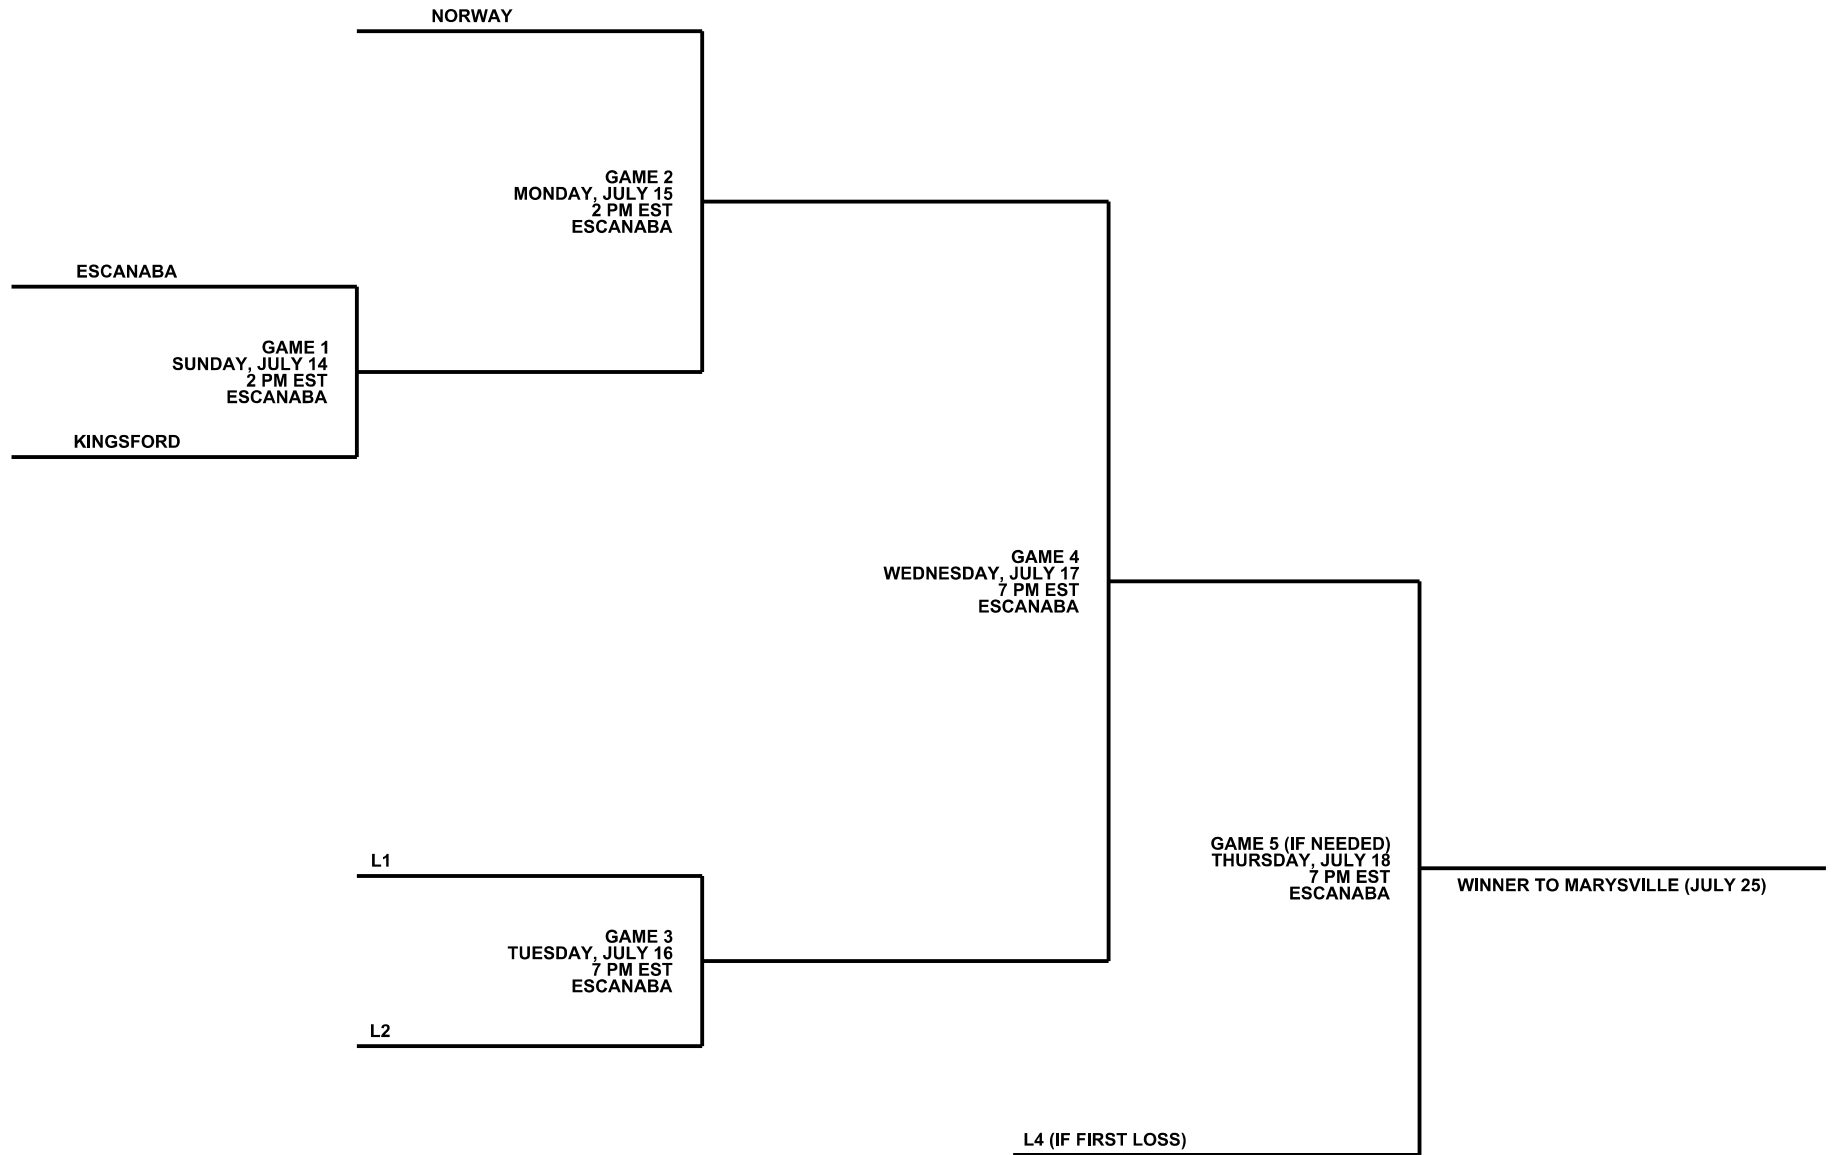 NORWAY
GAME 2
MONDAY, JULY 15
2 PM EST
ESCANABA
ESCANABA
GAME 1
SUNDAY, JULY 14
2 PM EST
ESCANABA
KINGSFORD
GAME 4
WEDNESDAY, JULY 17
7 PM EST
ESCANABA
L1
GAME 3
TUESDAY, JULY 16
7 PM EST
ESCANABA
L2
GAME 5 (IF NEEDED)
THURSDAY, JULY 18
7 PM EST
ESCANABA
WINNER TO MARYSVILLE (JULY 25)
L4 (IF FIRST LOSS)